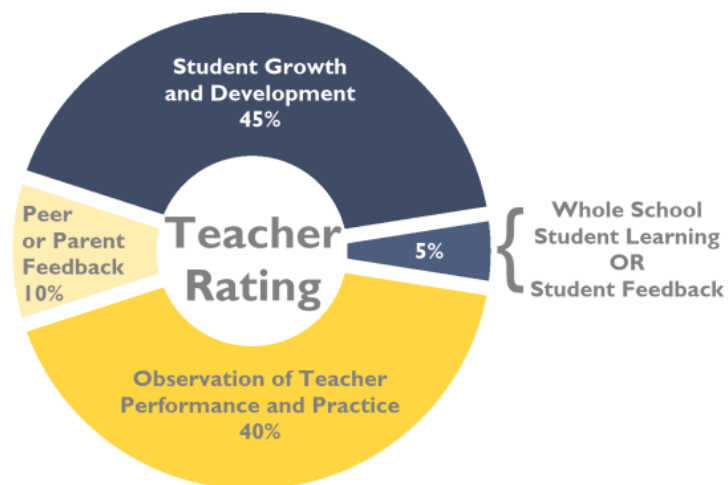 Student Growth
and Development
45%
Peer
or Parent
Feedback
10%
Teacher
Rating
5%
Whole School
Student Learning
OR
Student Feedback
Observation of Teacher
Performance and Practice
40%